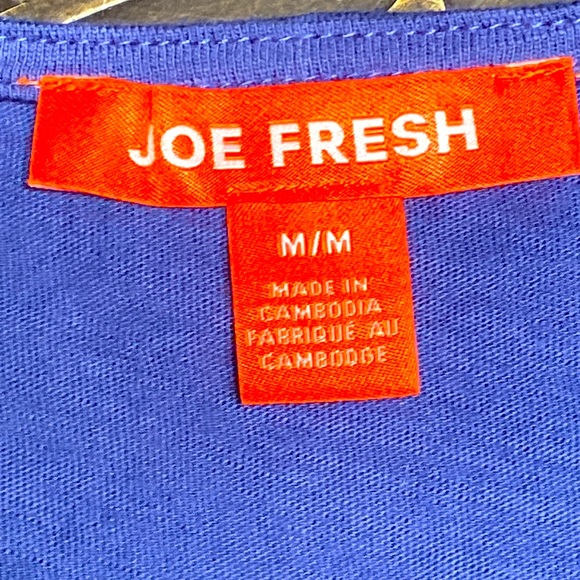 JOE FRESH
M/M
MADE IN
CAMBODIA
FABRIQUÉ AU
CAMBODGE